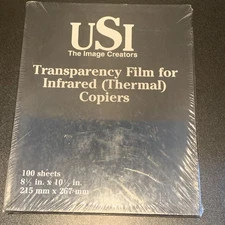 USI
The Image Creators
Transparency Film for
Infrared (Thermal)
Copiers
100 sheets
8½ in. x 10½ in.
215 mm x 267 mm